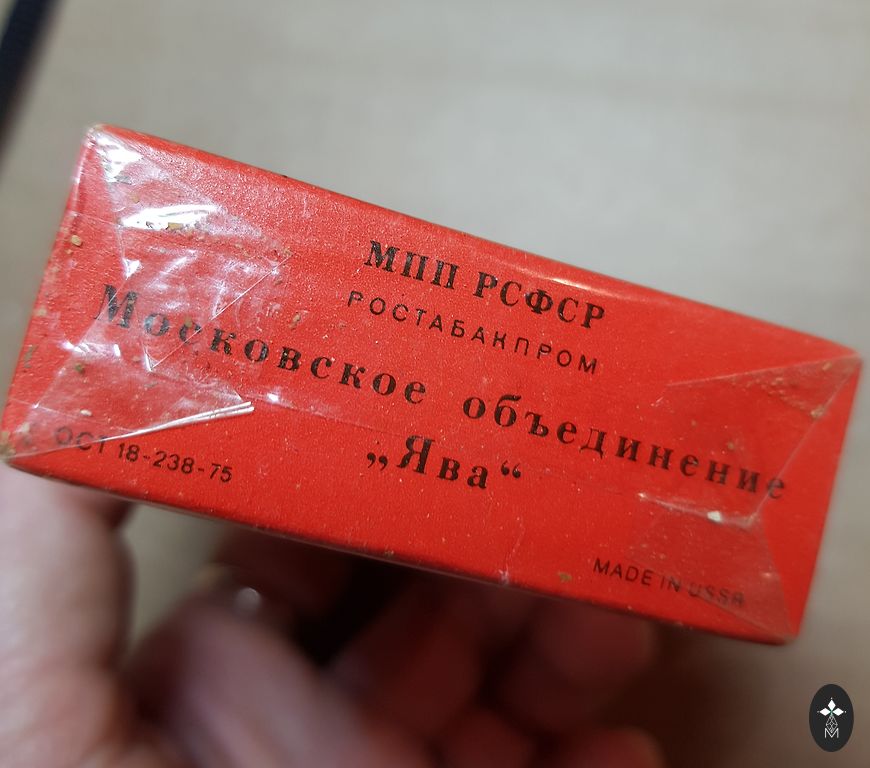 МПП РСФСР
РОСТАБАКПРОМ
Московское объединение
„Ява“
ОСТ 18-238-75
MADE IN USSR
M